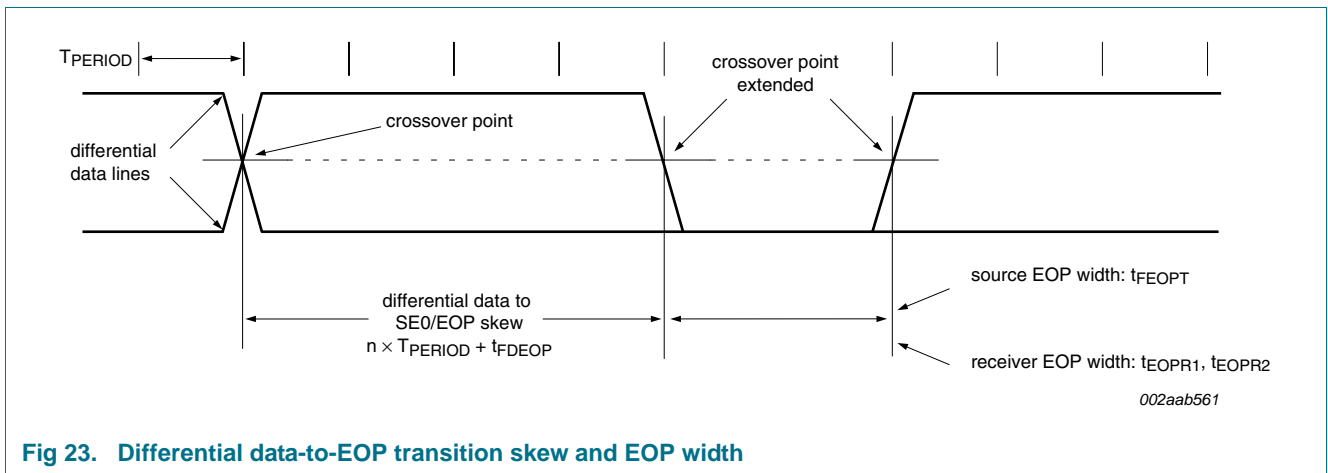 TPERIOD
crossover point
extended
crossover point
differential
data lines
source EOP width: tFEOPT
differential data to
SE0/EOP skew
n × TPERIOD + tFDEOP
receiver EOP width: tEOPR1, tEOPR2
002aab561
Fig 23. Differential data-to-EOP transition skew and EOP width